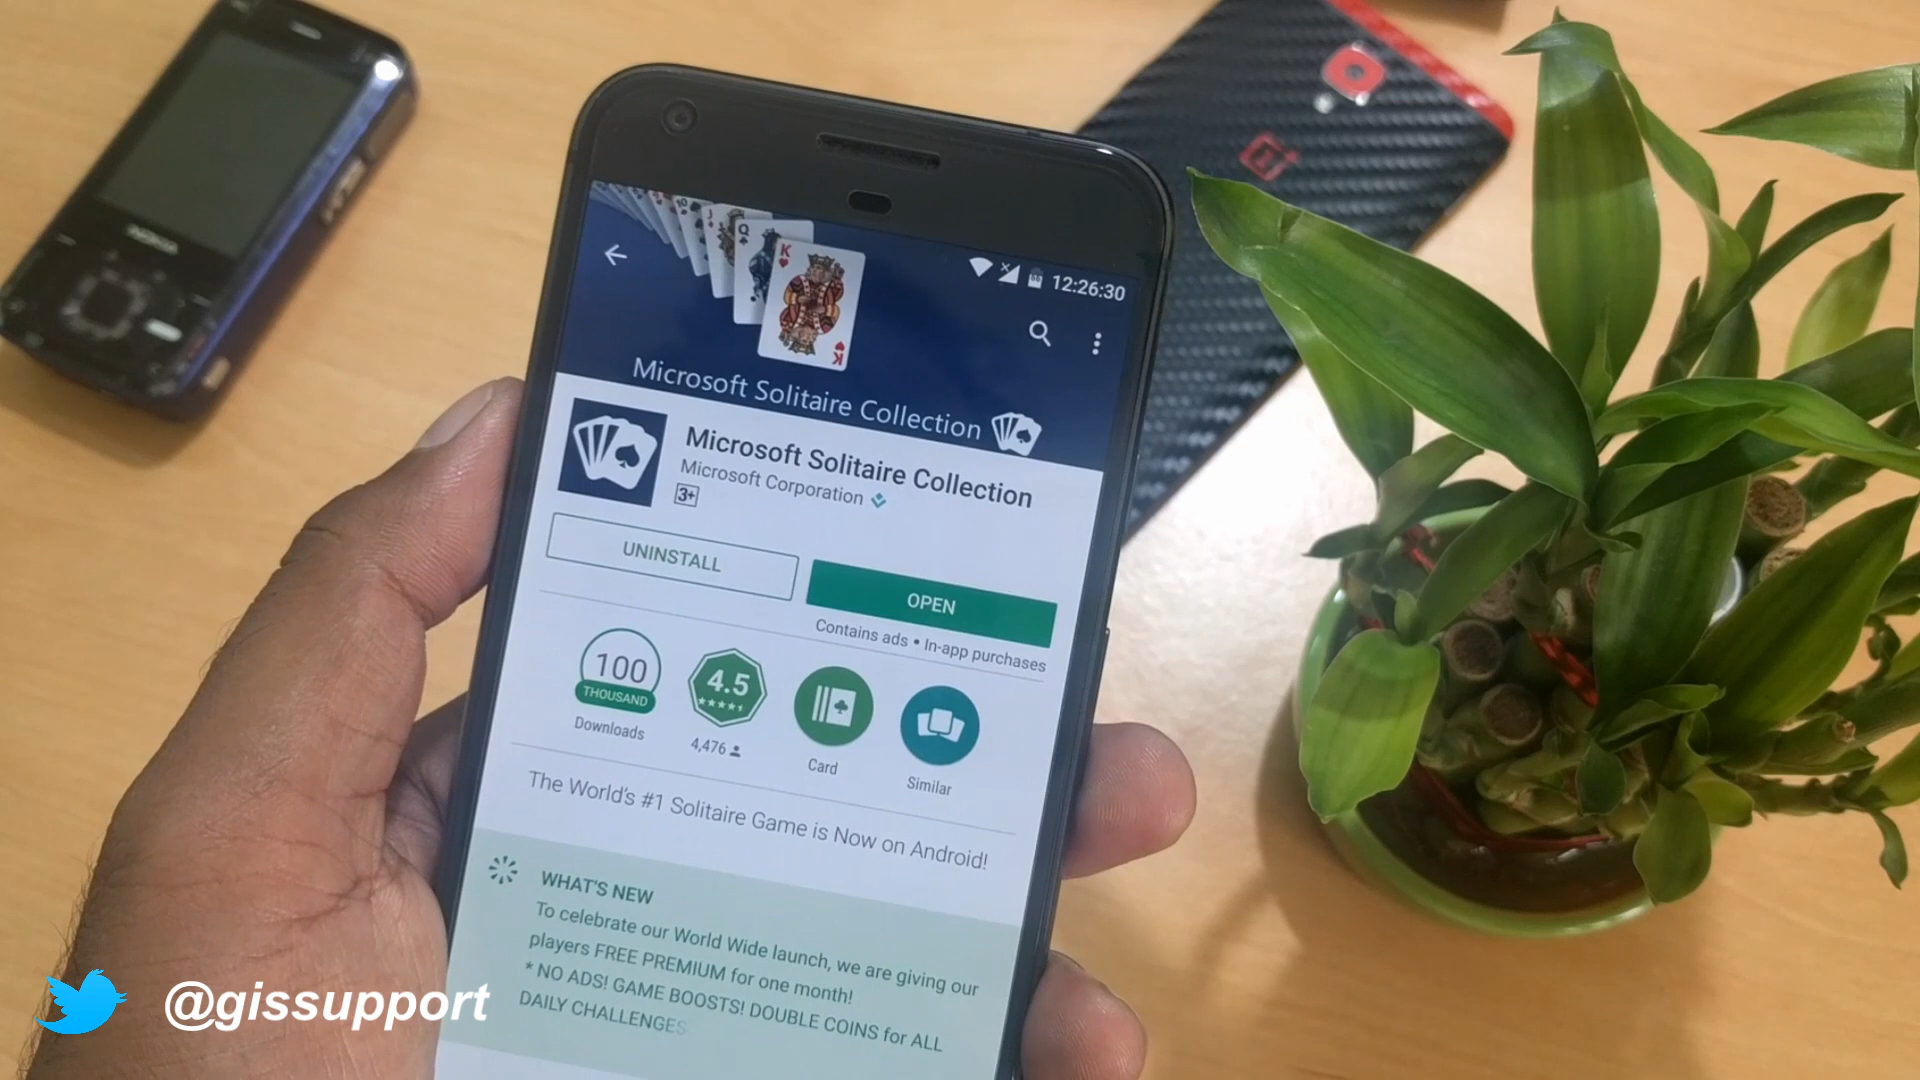 NOKIA
10
J
Q
K
K
12:26:30
Microsoft Solitaire Collection
Microsoft Solitaire Collection
Microsoft Corporation
3+
UNINSTALL
OPEN
Contains ads • In-app purchases
100
THOUSAND
Downloads
4.5
4,476
Card
Similar
The World's #1 Solitaire Game is Now on Android!
WHAT'S NEW
To celebrate our World Wide launch, we are giving our
players FREE PREMIUM for one month!
* NO ADS! GAME BOOSTS! DOUBLE COINS for ALL
DAILY CHALLENGES
@gissupport